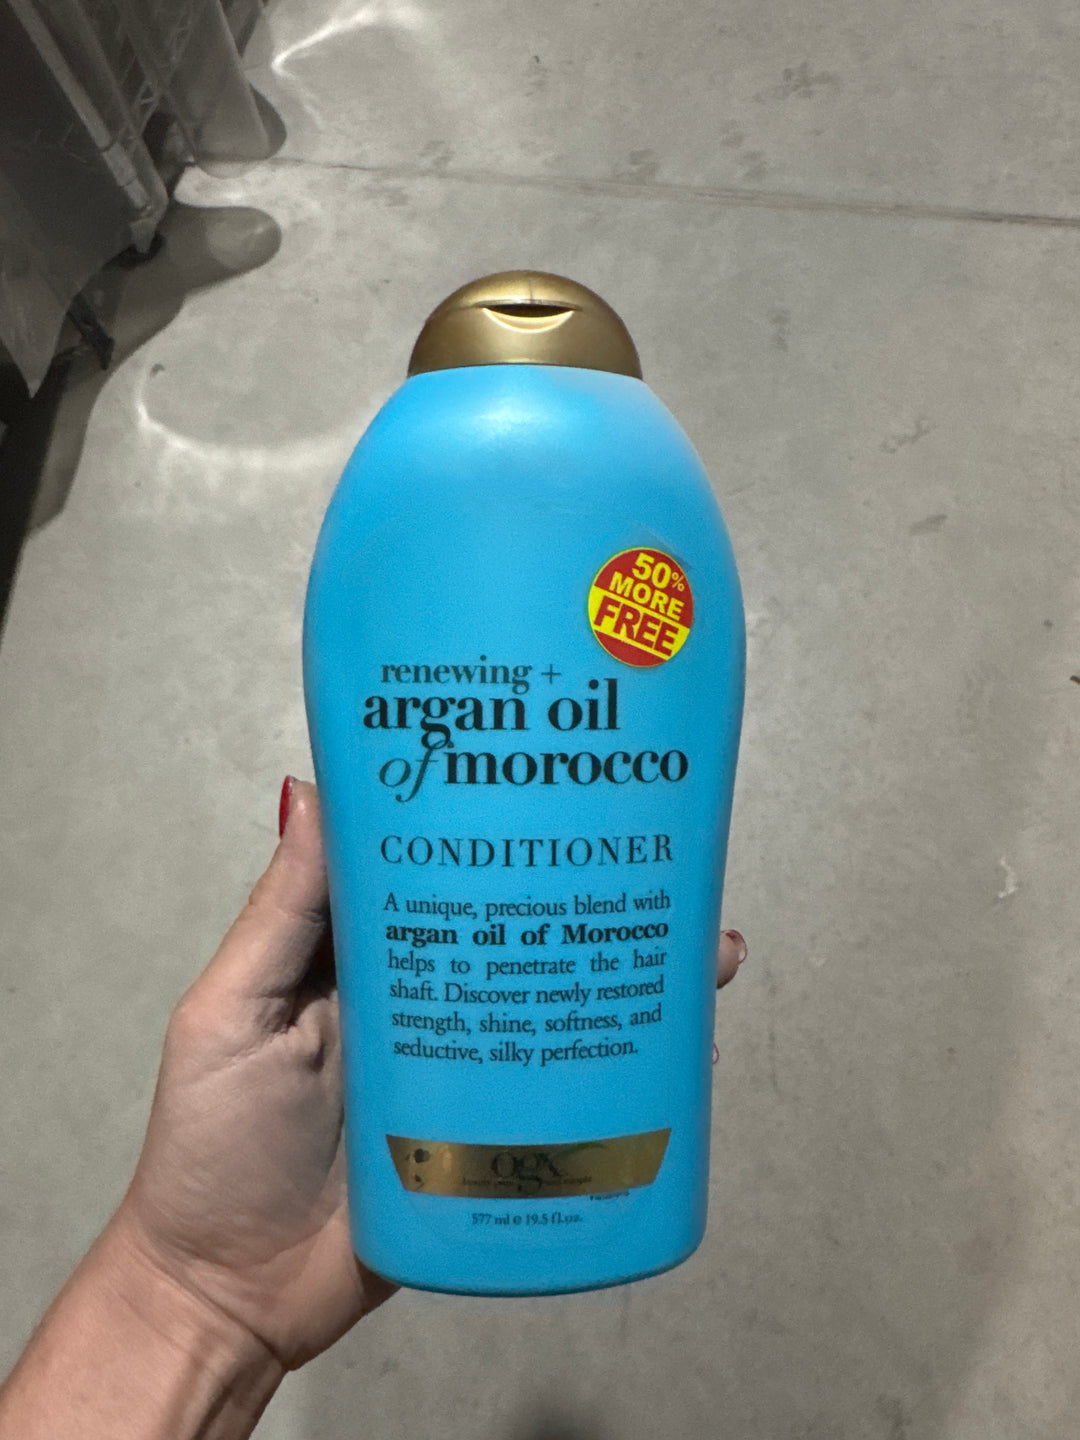 50%
MORE
FREE
renewing +
argan oil
of morocco
CONDITIONER
A unique, precious blend with
argan oil of Morocco
helps to penetrate the hair
shaft. Discover newly restored
strength, shine, softness, and
seductive, silky perfection.
ogx
577 ml e 19.5 fl.oz.